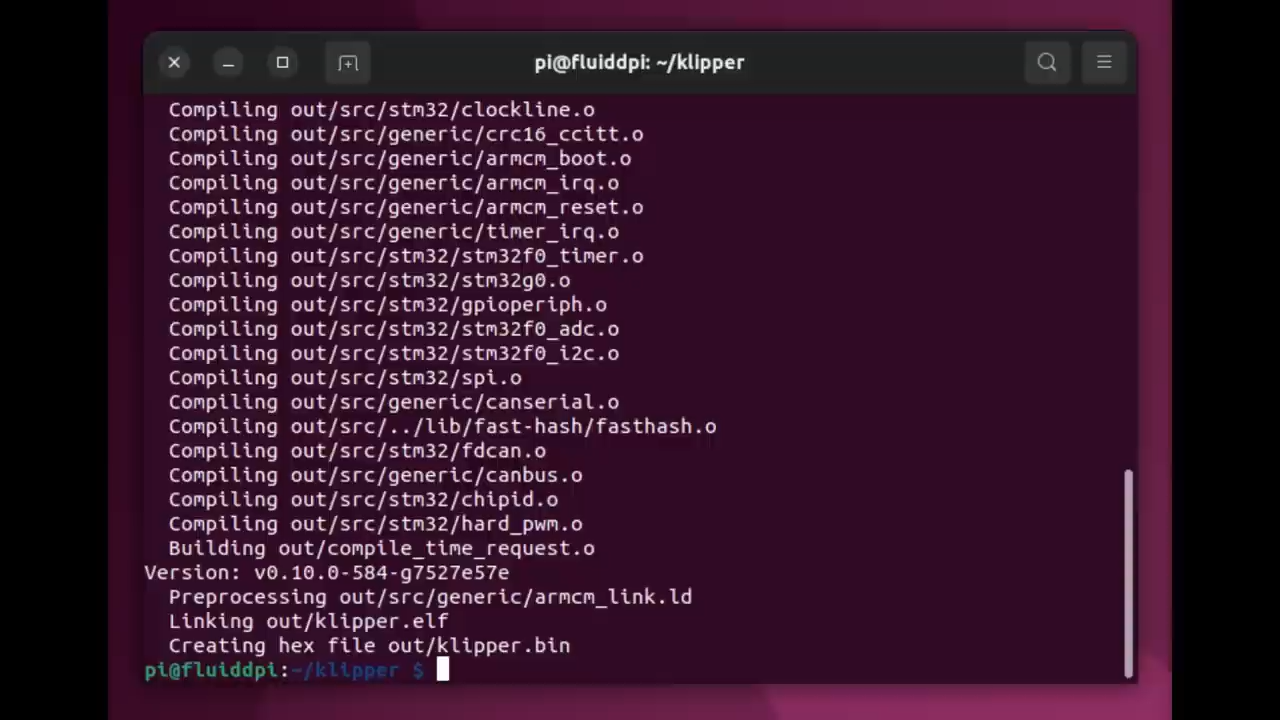 pi@fluiddpi: ~/klipper
Compiling out/src/stm32/clockline.o
Compiling out/src/generic/crc16_ccitt.o
Compiling out/src/generic/armcm_boot.o
Compiling out/src/generic/armcm_irq.o
Compiling out/src/generic/armcm_reset.o
Compiling out/src/generic/timer_irq.o
Compiling out/src/stm32/stm32f0_timer.o
Compiling out/src/stm32/stm32g0.o
Compiling out/src/stm32/gpioperiph.o
Compiling out/src/stm32/stm32f0_adc.o
Compiling out/src/stm32/stm32f0_i2c.o
Compiling out/src/stm32/spi.o
Compiling out/src/generic/canserial.o
Compiling out/src/../lib/fast-hash/fasthash.o
Compiling out/src/stm32/fdcan.o
Compiling out/src/generic/canbus.o
Compiling out/src/stm32/chipid.o
Compiling out/src/stm32/hard_pwm.o
Building out/compile_time_request.o
Version: v0.10.0-584-g7527e57e
Preprocessing out/src/generic/armcm_link.ld
Linking out/klipper.elf
Creating hex file out/klipper.bin
pi@fluiddpi:~/klipper $